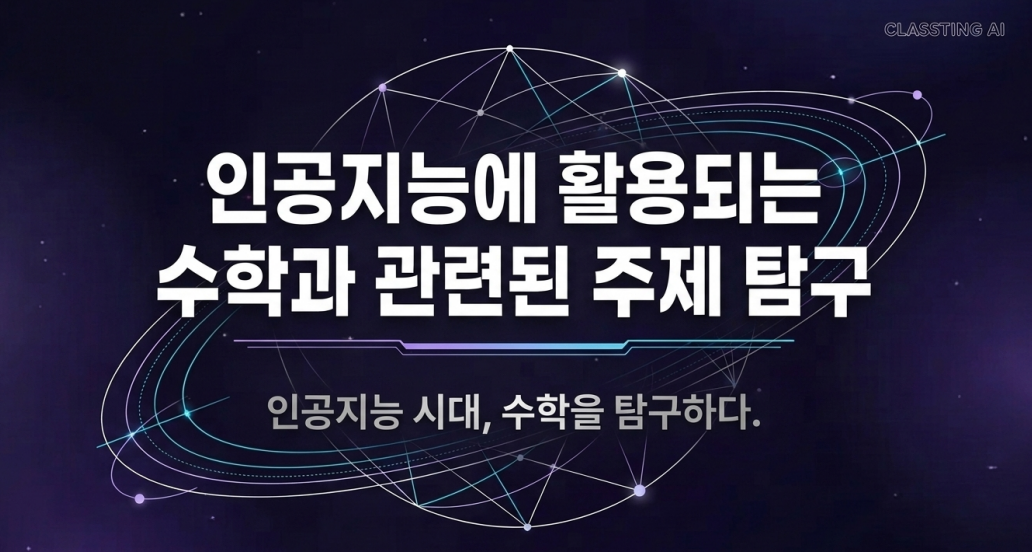 CLASSTING AI
인공지능에 활용되는
수학과 관련된 주제 탐구
인공지능 시대, 수학을 탐구하다.